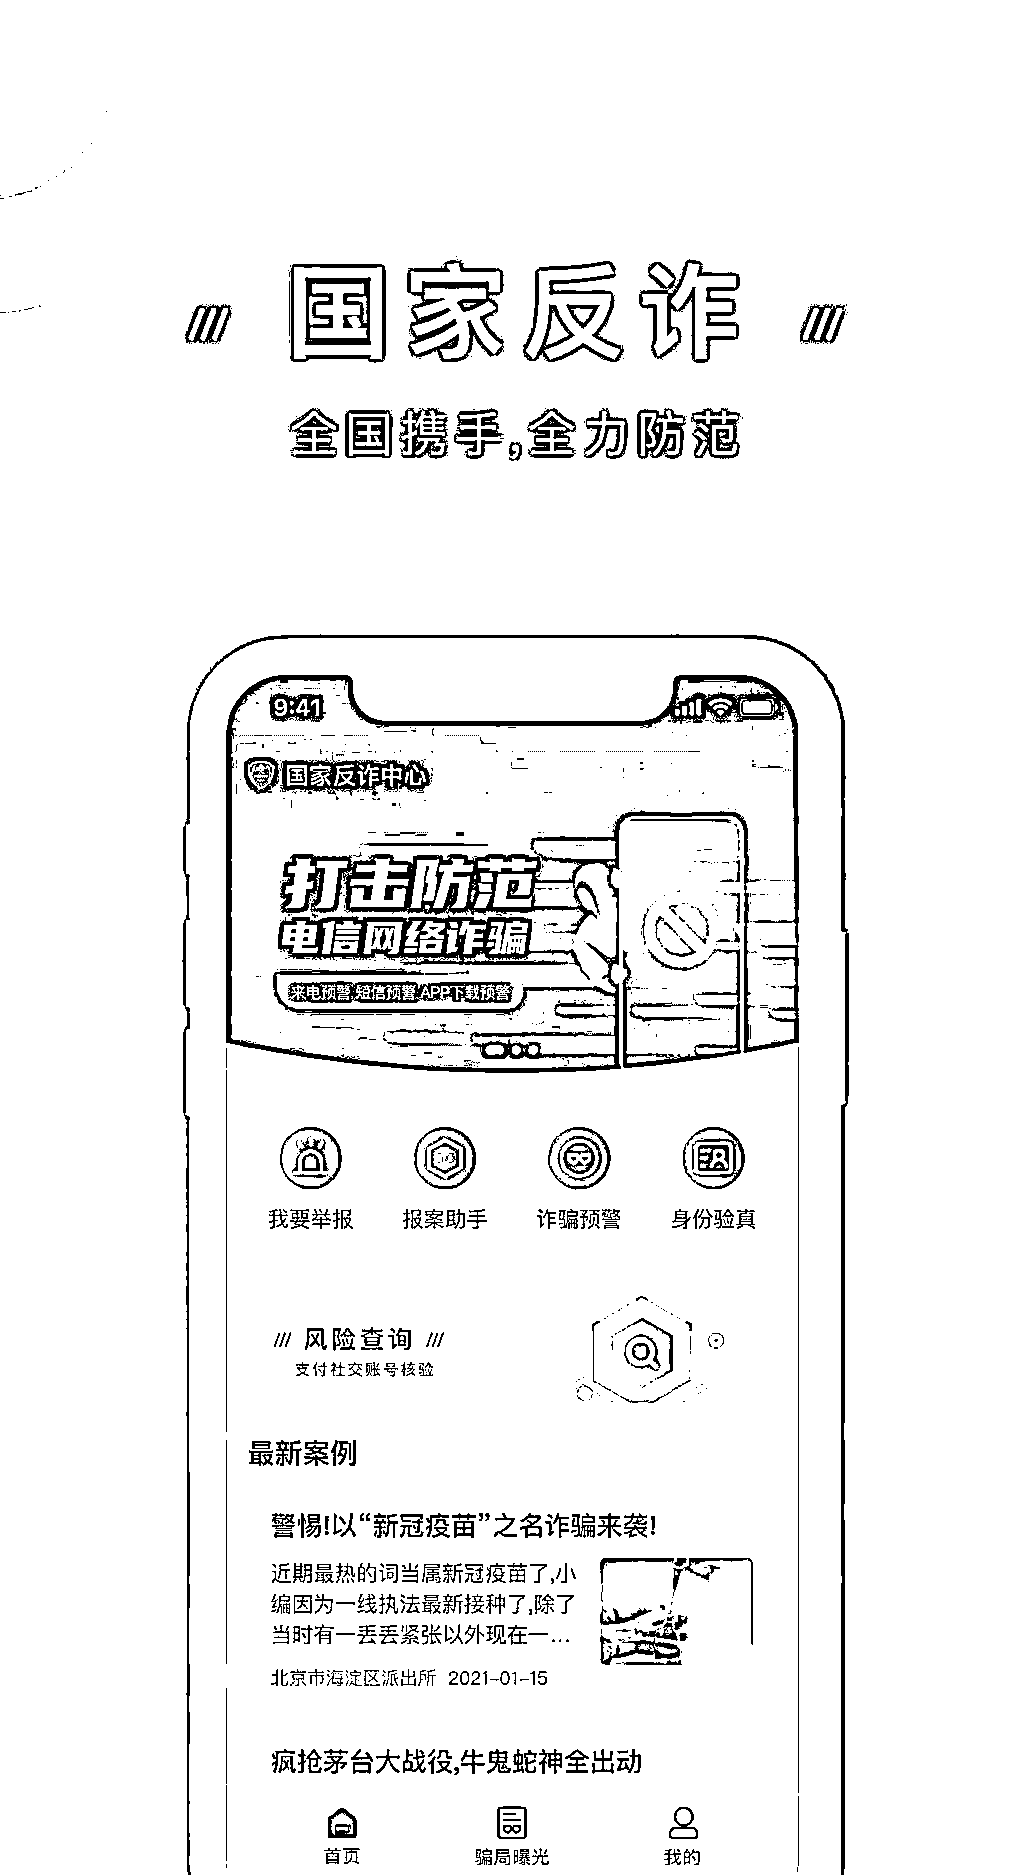 国家反诈
全国携手,全力防范
9:41
国家反诈中心
打击防范
电信网络诈骗
来电预警 短信预警 APP下载预警
我要举报 报案助手 诈骗预警 身份验真
/// 风险查询 ///
支付社交账号核验
最新案例
警惕!以“新冠疫苗”之名诈骗来袭!
近期最热的词当属新冠疫苗了,小
编因为一线执法最新接种了,除了
当时有一丢丢紧张以外现在一...
北京市海淀区派出所 2021-01-15
疯抢茅台大战役,牛鬼蛇神全出动
首页 骗局曝光 我的